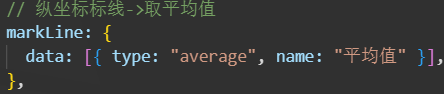 // 纵坐标标线->取平均值
markLine: {
  data: [{ type: "average", name: "平均值" }],
},